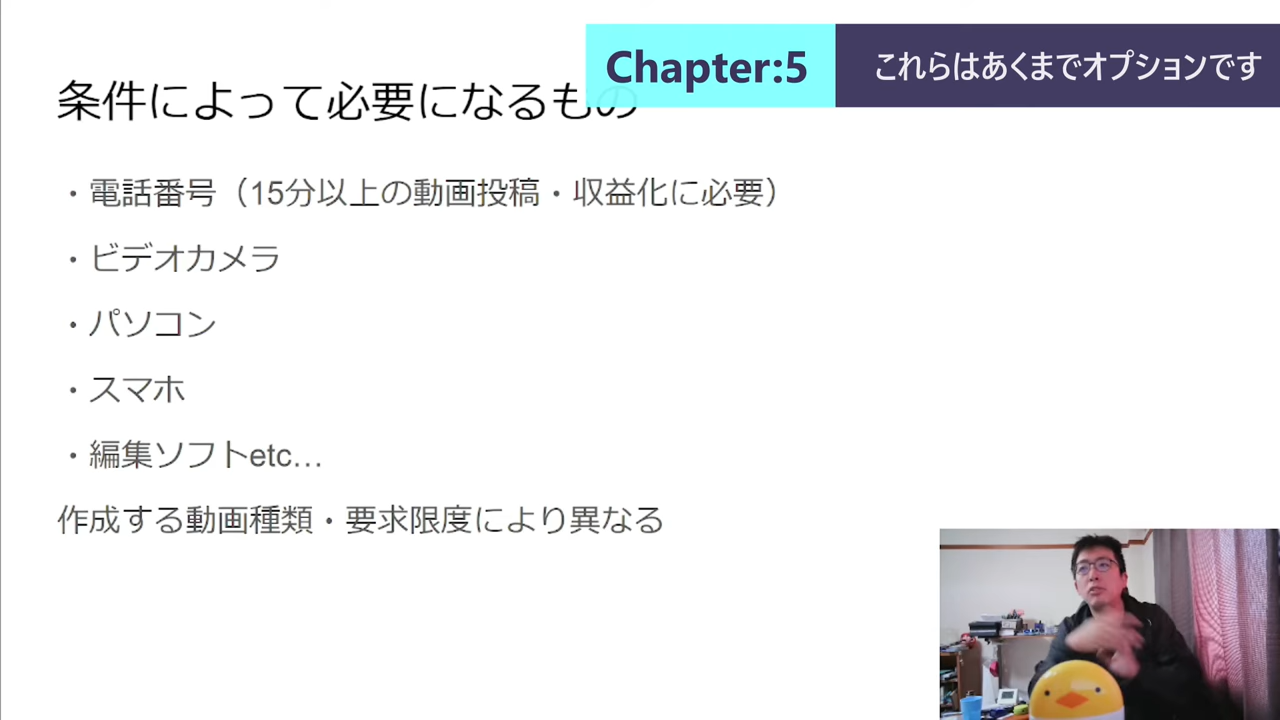 Chapter:5
これらはあくまでオプションです
条件によって必要になるもの
・電話番号（15分以上の動画投稿・収益化に必要）
・ビデオカメラ
・パソコン
・スマホ
・編集ソフトetc…
作成する動画種類・要求限度により異なる